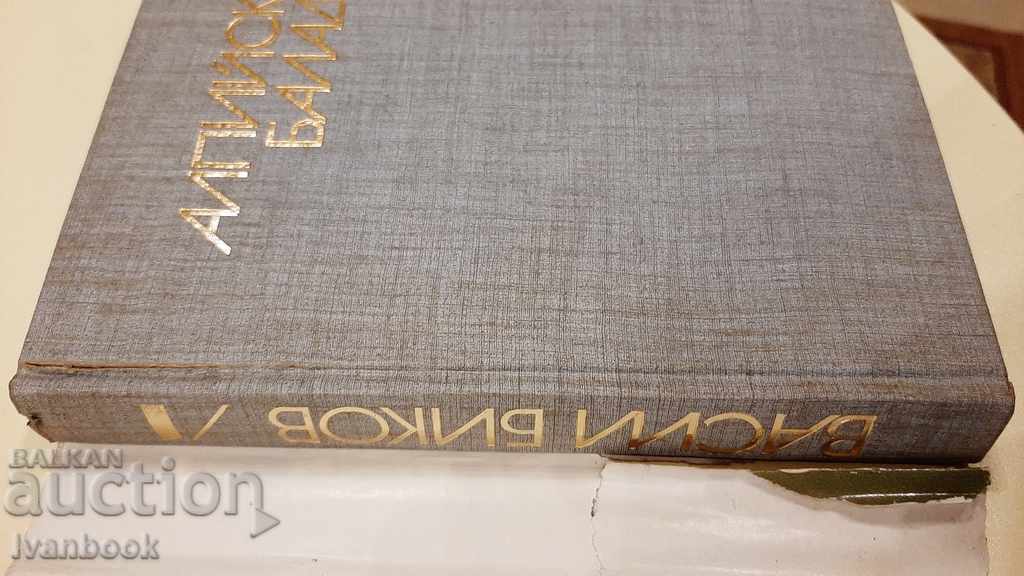 АЛПИЙСК
БАЛАД
ВАСИЛ БИКОВ /
BALKAN
auction
Ivanbook